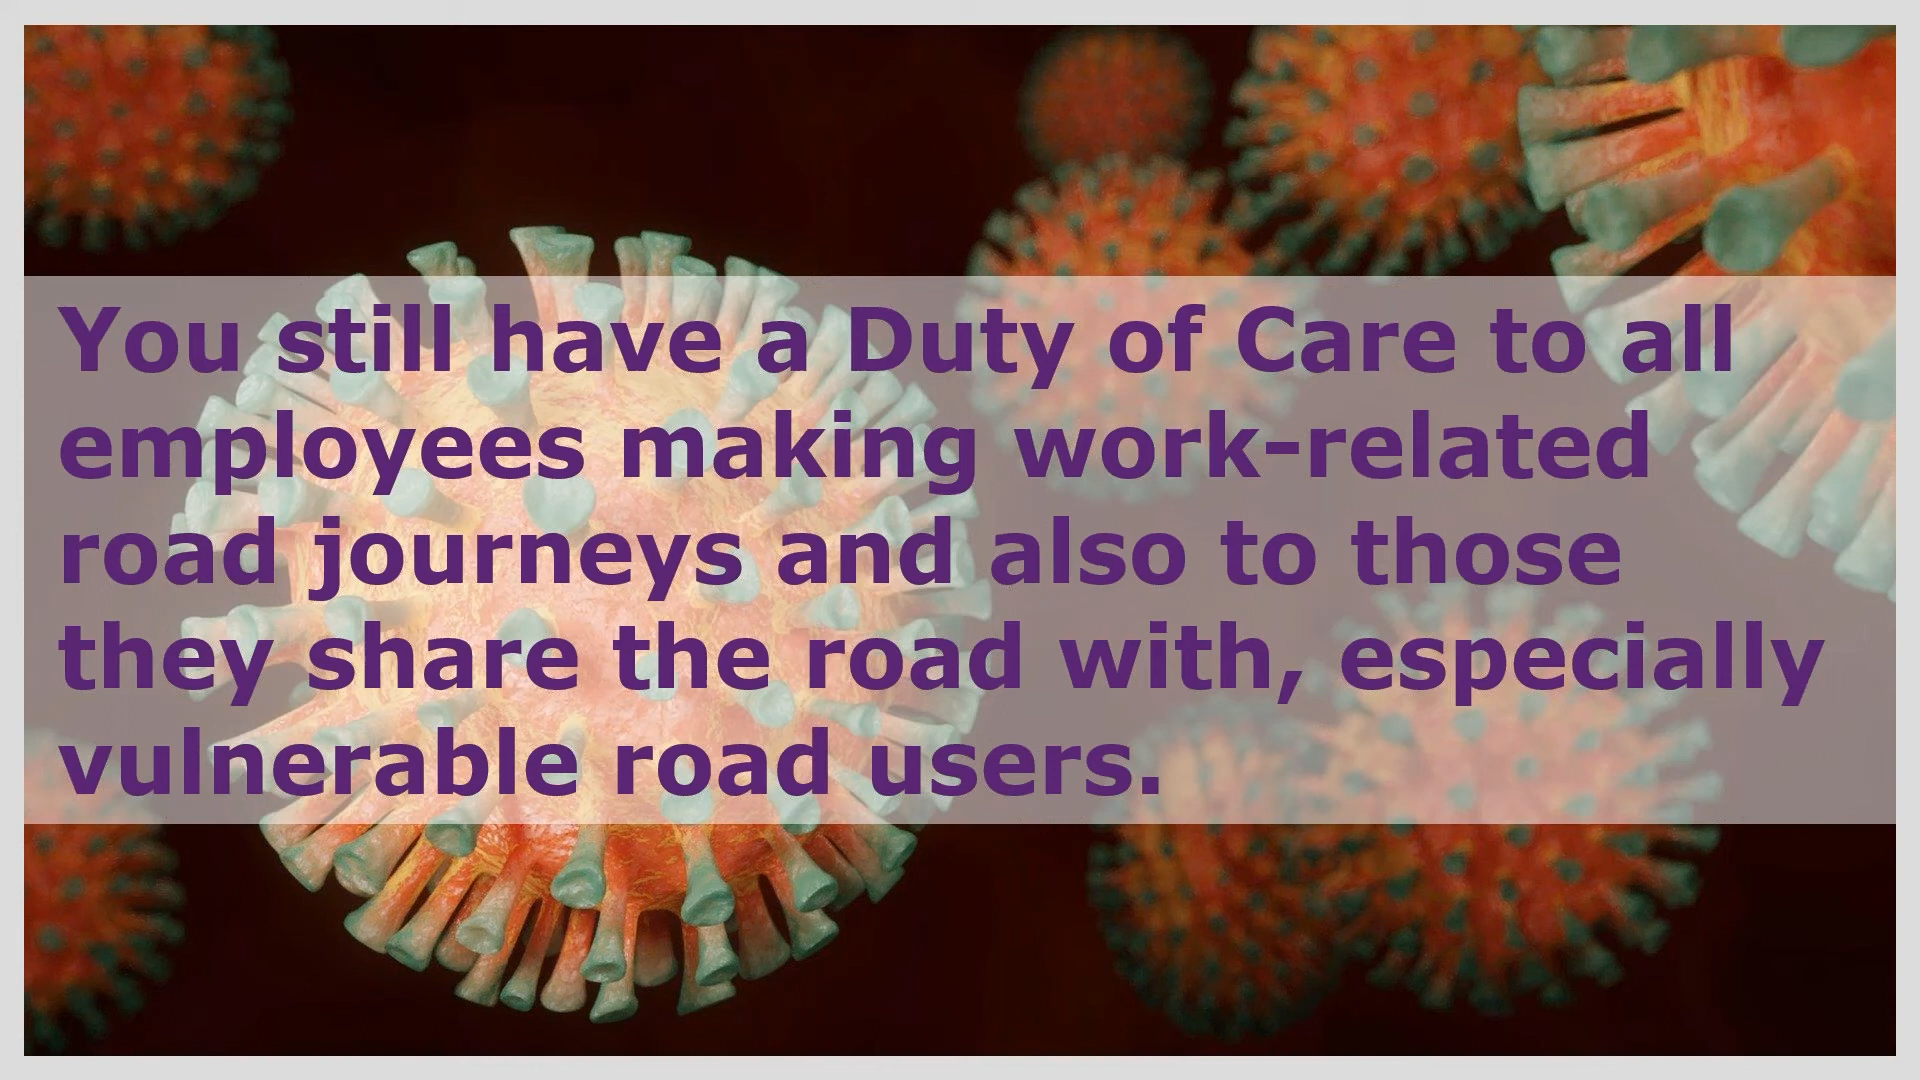 You still have a Duty of Care to all
employees making work-related
road journeys and also to those
they share the road with, especially
vulnerable road users.